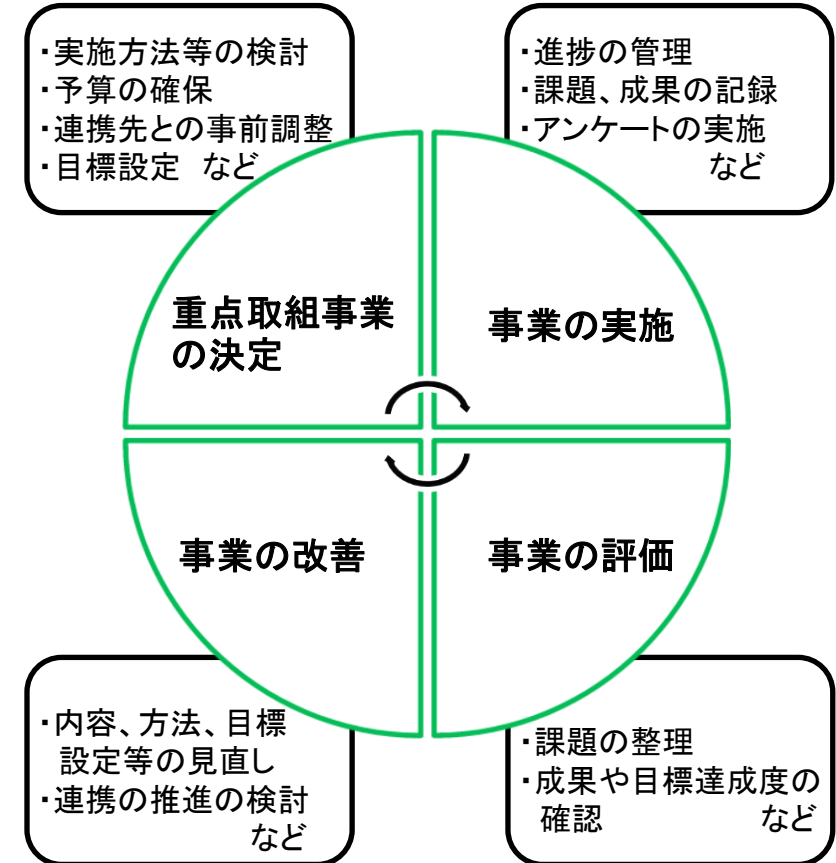 ・実施方法等の検討
・予算の確保
・連携先との事前調整
・目標設定 など
・進捗の管理
・課題、成果の記録
・アンケートの実施
など
重点取組事業
の決定
事業の実施
事業の改善
事業の評価
・内容、方法、目標
設定等の見直し
・連携の推進の検討
など
・課題の整理
・成果や目標達成度の
確認 など